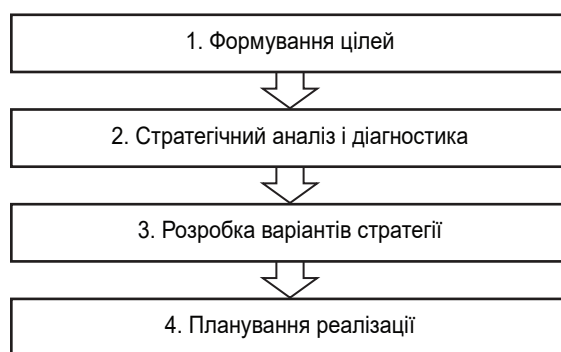 1. Формування цілей
2. Стратегічний аналіз і діагностика
3. Розробка варіантів стратегії
4. Планування реалізації